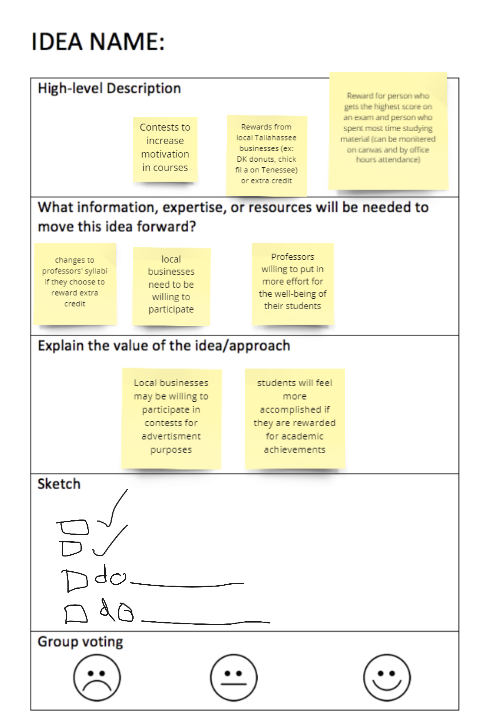 IDEA NAME:
High-level Description
Contests to
increase
motivation
in courses
Rewards from
local Tallahassee
businesses (ex:
DK donuts, chick
fil a on Tenessee)
or extra credit
Reward for person who
gets the highest score on
an exam and person who
spent most time studying
material (can be monitered
on canvas and by office
hours attendance)
What information, expertise, or resources will be needed to
move this idea forward?
changes to
professors' syllabi
if they choose to
reward extra
credit
local
businesses
need to be
willing to
participate
Professors
willing to put in
more effort for
the well-being of
their students
Explain the value of the idea/approach
Local businesses
may be willing to
participate in
contests for
advertisment
purposes
students will feel
more
accomplished if
they are rewarded
for academic
achievements
Sketch
do
do
Group voting